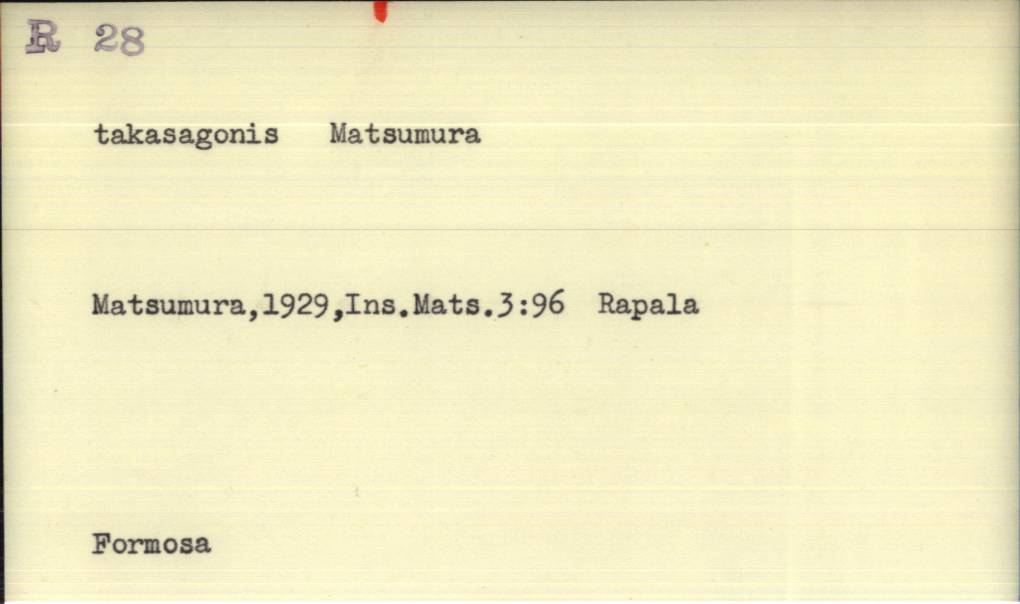 R 28
takasagonis Matsumura
Matsumura,1929,Ins.Mats.3:96 Rapala
Formosa